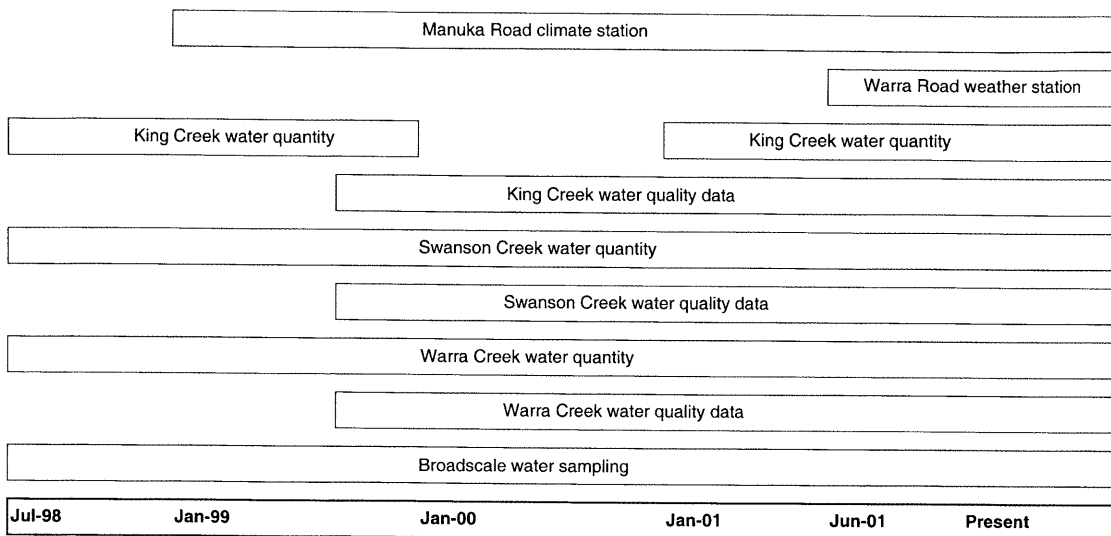 Manuka Road climate station
Warra Road weather station
King Creek water quantity King Creek water quantity
King Creek water quality data
Swanson Creek water quantity
Swanson Creek water quality data
Warra Creek water quantity
Warra Creek water quality data
Broadscale water sampling
Jul-98 Jan-99 Jan-00 Jan-01 Jun-01 Present